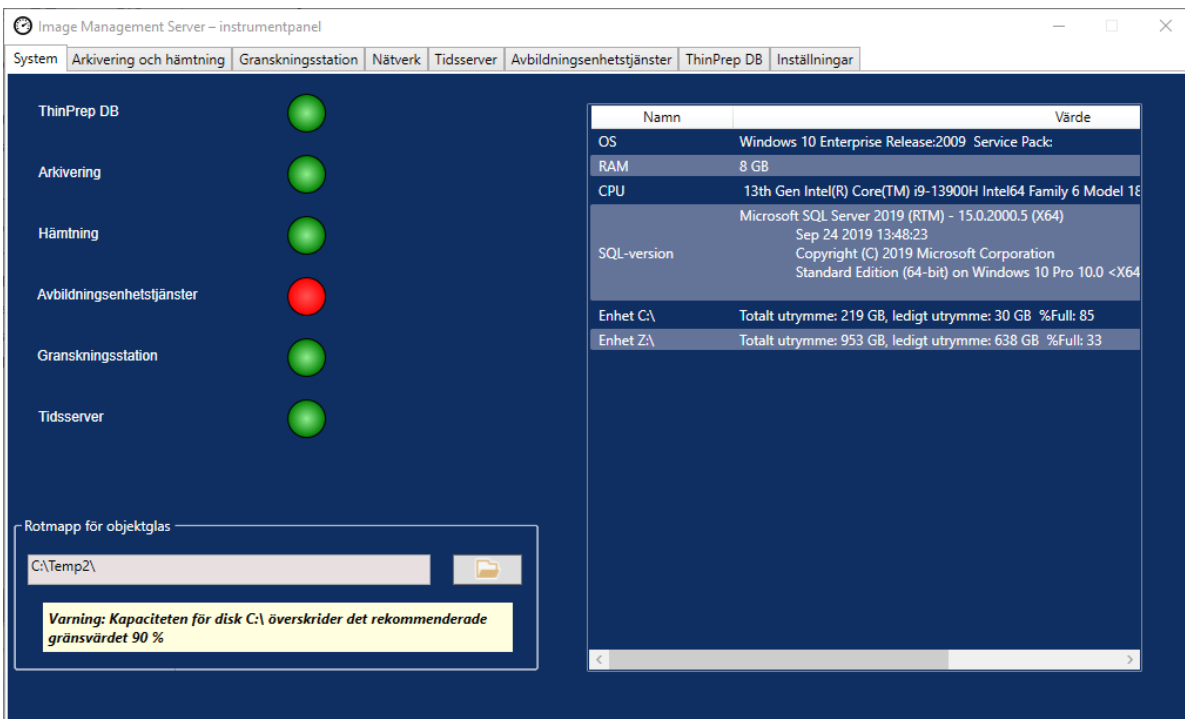 Image Management Server – instrumentpanel
System Arkivering och hämtning Granskningsstation Nätverk Tidsserver Avbildningsenhetstjänster ThinPrep DB Inställningar
ThinPrep DB
Arkivering
Hämtning
Avbildningsenhetstjänster
Granskningsstation
Tidsserver
Rotmapp för objektglas
C:\Temp2\
Varning: Kapaciteten för disk C:\ överskrider det rekommenderade
gränsvärdet 90 %
Namn Värde
OS Windows 10 Enterprise Release:2009 Service Pack:
RAM 8 GB
CPU 13th Gen Intel(R) Core(TM) i9-13900H Intel64 Family 6 Model 18
Microsoft SQL Server 2019 (RTM) - 15.0.2000.5 (X64)
Sep 24 2019 13:48:23
SQL-version Copyright (C) 2019 Microsoft Corporation
Standard Edition (64-bit) on Windows 10 Pro 10.0 <X64
Enhet C:\ Totalt utrymme: 219 GB, ledigt utrymme: 30 GB %Full: 85
Enhet Z:\ Totalt utrymme: 953 GB, ledigt utrymme: 638 GB %Full: 33